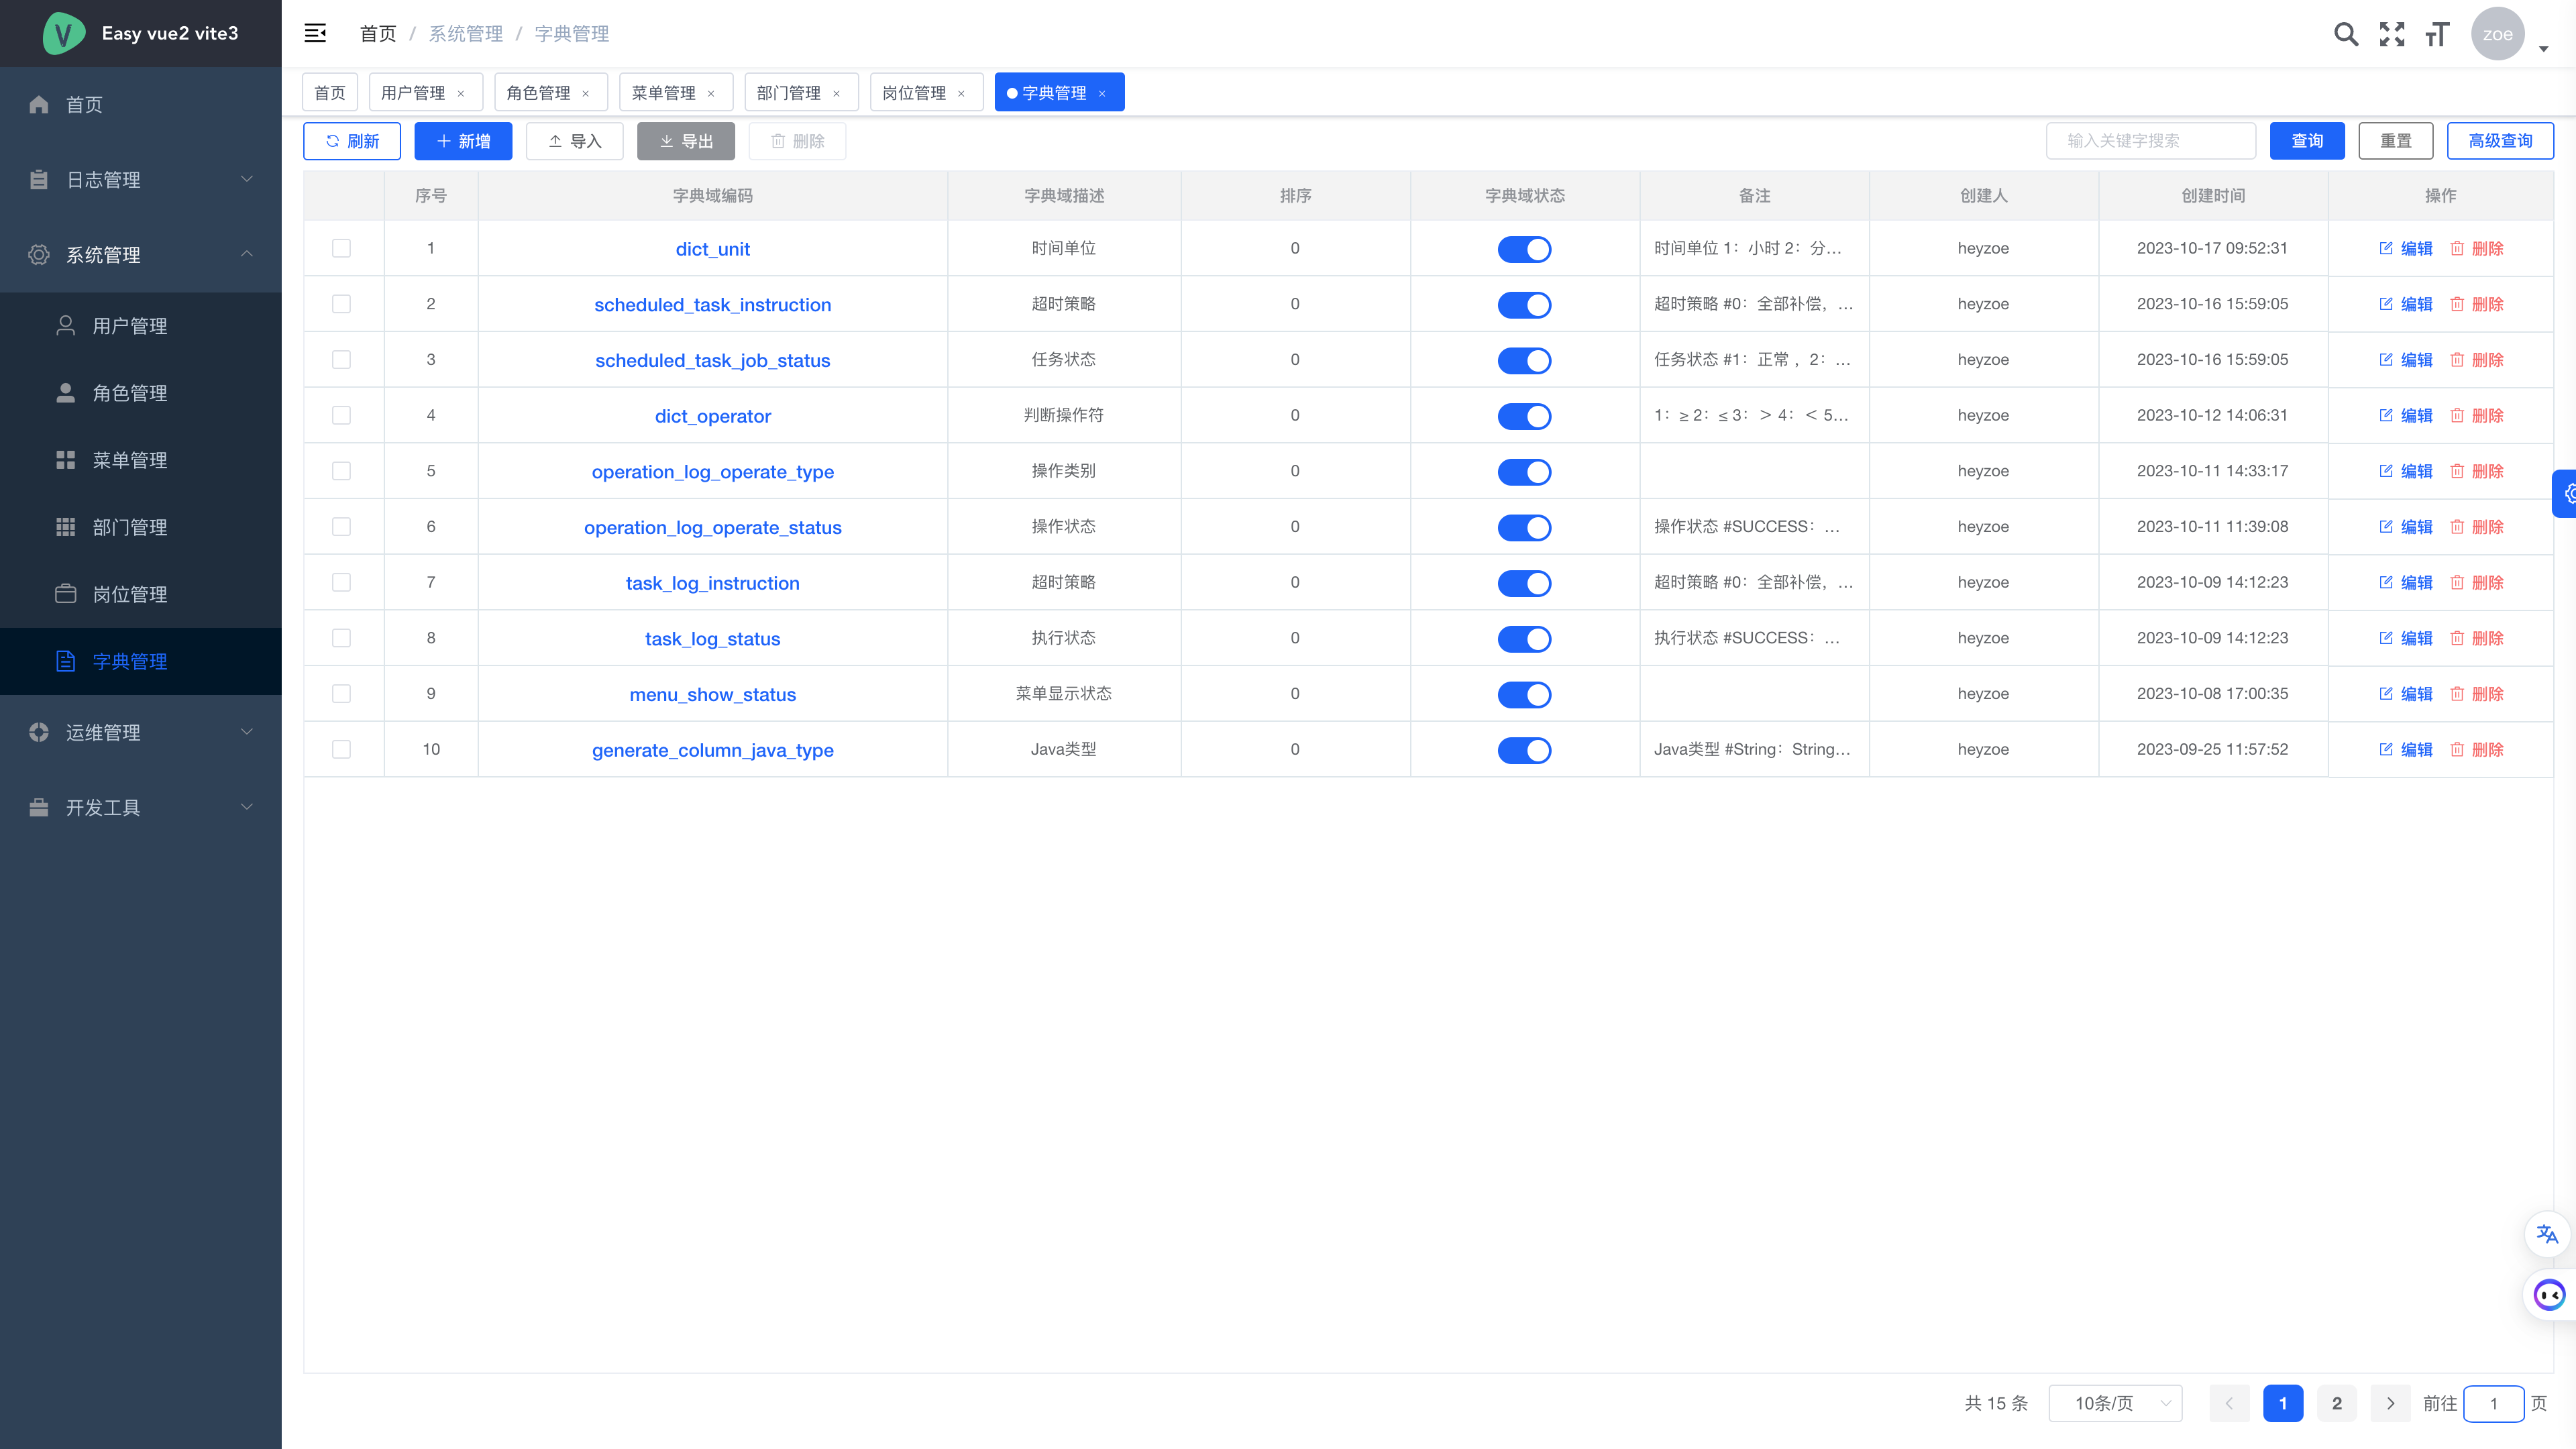 Easy vue2 vite3
首页 / 系统管理 / 字典管理
zoe
首页
日志管理
系统管理
用户管理
角色管理
菜单管理
部门管理
岗位管理
字典管理
运维管理
开发工具
首页 用户管理 × 角色管理 × 菜单管理 × 部门管理 × 岗位管理 × 字典管理 ×
刷新 新增 导入 导出 删除 输入关键字搜索 查询 重置 高级查询
序号 字典域编码 字典域描述 排序 字典域状态 备注 创建人 创建时间 操作
1 dict_unit 时间单位 0 时间单位 1：小时 2：分... heyzoe 2023-10-17 09:52:31 编辑 删除
2 scheduled_task_instruction 超时策略 0 超时策略 #0：全部补偿，... heyzoe 2023-10-16 15:59:05 编辑 删除
3 scheduled_task_job_status 任务状态 0 任务状态 #1：正常 ，2：... heyzoe 2023-10-16 15:59:05 编辑 删除
4 dict_operator 判断操作符 0 1：≥ 2：≤ 3：＞ 4：＜ 5... heyzoe 2023-10-12 14:06:31 编辑 删除
5 operation_log_operate_type 操作类别 0 heyzoe 2023-10-11 14:33:17 编辑 删除
6 operation_log_operate_status 操作状态 0 操作状态 #SUCCESS：... heyzoe 2023-10-11 11:39:08 编辑 删除
7 task_log_instruction 超时策略 0 超时策略 #0：全部补偿，... heyzoe 2023-10-09 14:12:23 编辑 删除
8 task_log_status 执行状态 0 执行状态 #SUCCESS：... heyzoe 2023-10-09 14:12:23 编辑 删除
9 menu_show_status 菜单显示状态 0 heyzoe 2023-10-08 17:00:35 编辑 删除
10 generate_column_java_type Java类型 0 Java类型 #String：String... heyzoe 2023-09-25 11:57:52 编辑 删除
共 15 条 10条/页 1 2 前往 1 页